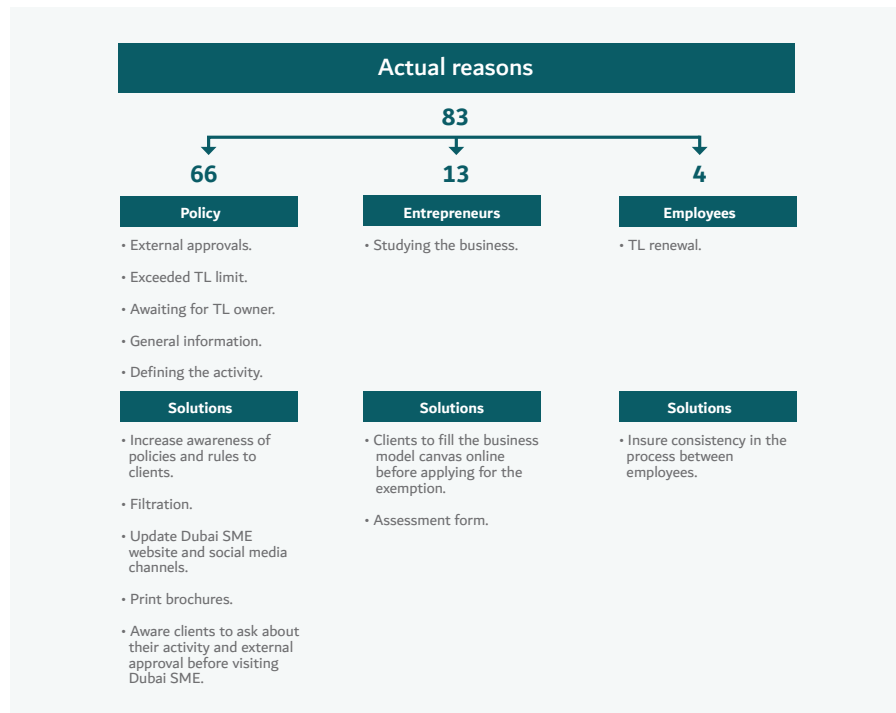 Actual reasons
83
66
13
4
Policy
Entrepreneurs
Employees
• External approvals.
• Exceeded TL limit.
• Awaiting for TL owner.
• General information.
• Defining the activity.
• Studying the business.
• TL renewal.
Solutions
Solutions
Solutions
• Increase awareness of
policies and rules to
clients.
• Filtration.
• Update Dubai SME
website and social media
channels.
• Print brochures.
• Aware clients to ask about
their activity and external
approval before visiting
Dubai SME.
• Clients to fill the business
model canvas online
before applying for the
exemption.
• Assessment form.
• Insure consistency in the
process between
employees.